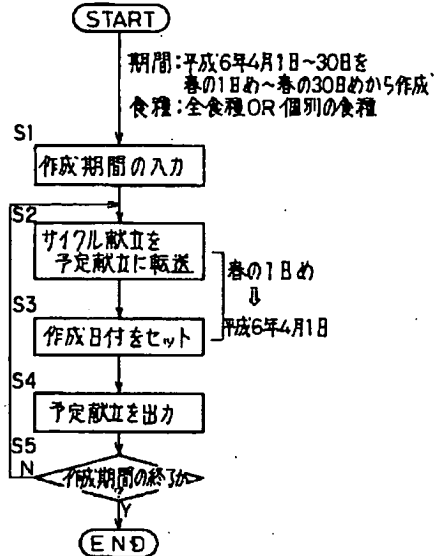 START
期間:平成6年4月1日~30日を
春の1日め~春の30日めから作成
食種:全食種OR個別の食種
S1
作成期間の入力
S2
サイクル献立を
予定献立に転送
春の1日め
⇩
平成6年4月1日
S3
作成日付をセット
S4
予定献立を出力
S5
N
作成期間の終了か
?
Y
END